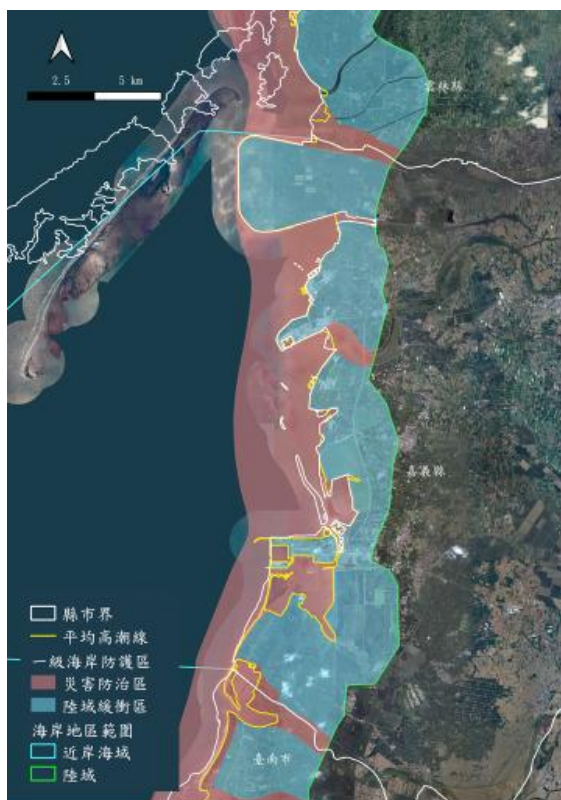 2.5 5 km
雲林縣
嘉義縣
縣市界
平均高潮線
一級海岸防護區
災害防治區
陸域緩衝區
海岸地區範圍
近岸海域
陸域
臺南市